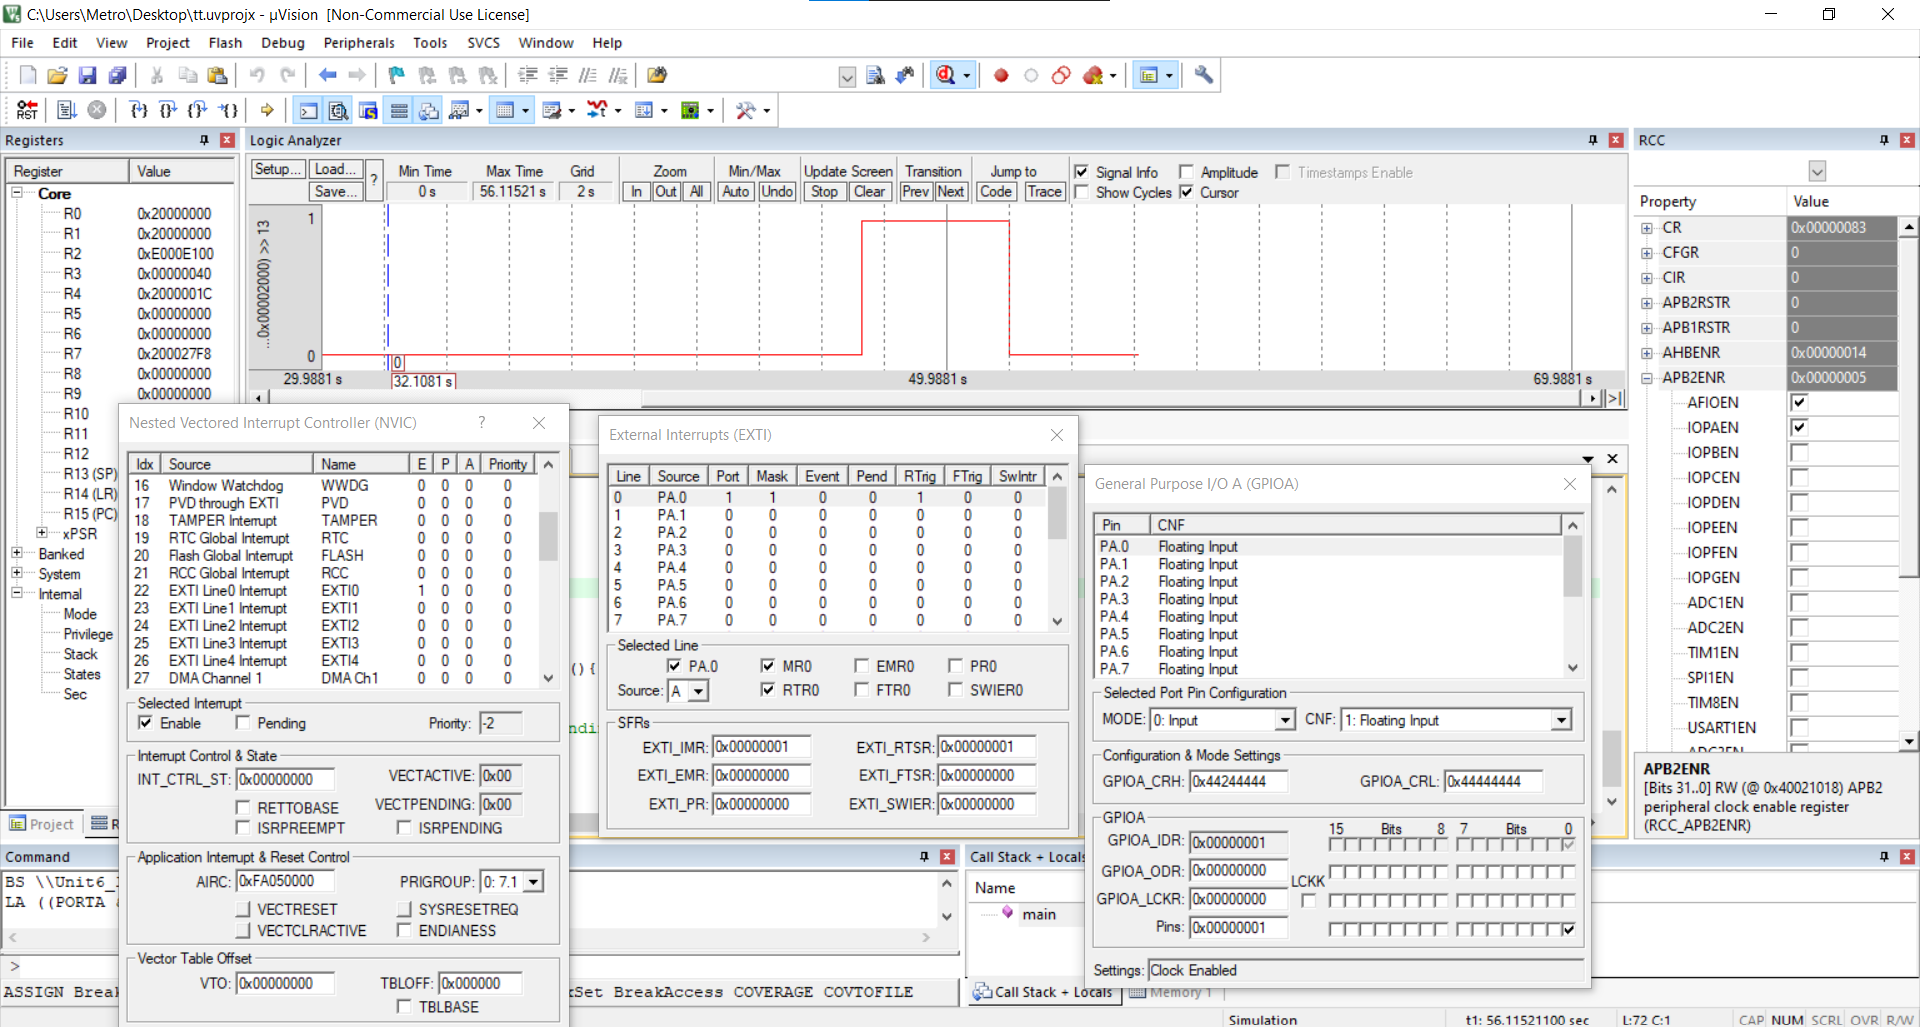 C:\Users\Metro\Desktop\tt.uvprojx - µVision  [Non-Commercial Use License]
File Edit View Project Flash Debug Peripherals Tools SVCS Window Help
Registers
Register Value
Core
R0 0x20000000
R1 0x20000000
R2 0xE000E100
R3 0x00000040
R4 0x2000001C
R5 0x00000000
R6 0x00000000
R7 0x200027F8
R8 0x00000000
R9 0x00000000
R10
R11
R12
R13 (SP)
R14 (LR)
R15 (PC)
xPSR
Banked
System
Internal
Mode
Privilege
Stack
States
Sec
Project
Logic Analyzer
Setup... Load... Save... ?
Min Time Max Time Grid Zoom Min/Max Update Screen Transition Jump to
0 s 56.11521 s 2 s In Out All Auto Undo Stop Clear Prev Next Code Trace
Signal Info Amplitude Timestamps Enable
Show Cycles Cursor
...0x00002000) >> 13
1
0
0
29.9881 s 32.1081 s 49.9881 s 69.9881 s
RCC
Property Value
CR 0x00000083
CFGR 0
CIR 0
APB2RSTR 0
APB1RSTR 0
AHBENR 0x00000014
APB2ENR 0x00000005
AFIOEN
IOPAEN
IOPBEN
IOPCEN
IOPDEN
IOPEEN
IOPFEN
IOPGEN
ADC1EN
ADC2EN
TIM1EN
SPI1EN
TIM8EN
USART1EN
ADC3EN
APB2ENR
[Bits 31..0] RW (@ 0x40021018) APB2
peripheral clock enable register
(RCC_APB2ENR)
Nested Vectored Interrupt Controller (NVIC) ?
Idx Source Name E P A Priority
16 Window Watchdog WWDG 0 0 0 0
17 PVD through EXTI PVD 0 0 0 0
18 TAMPER Interrupt TAMPER 0 0 0 0
19 RTC Global Interrupt RTC 0 0 0 0
20 Flash Global Interrupt FLASH 0 0 0 0
21 RCC Global Interrupt RCC 0 0 0 0
22 EXTI Line0 Interrupt EXTI0 1 0 0 0
23 EXTI Line1 Interrupt EXTI1 0 0 0 0
24 EXTI Line2 Interrupt EXTI2 0 0 0 0
25 EXTI Line3 Interrupt EXTI3 0 0 0 0
26 EXTI Line4 Interrupt EXTI4 0 0 0 0
27 DMA Channel 1 DMA Ch1 0 0 0 0
Selected Interrupt
Enable Pending Priority: -2
Interrupt Control & State
INT_CTRL_ST: 0x00000000 VECTACTIVE: 0x00
RETTOBASE VECTPENDING: 0x00
ISRPREEMPT ISRPENDING
Application Interrupt & Reset Control
AIRC: 0xFA050000 PRIGROUP: 0: 7.1
VECTRESET SYSRESETREQ
VECTCLRACTIVE ENDIANESS
Vector Table Offset
VTO: 0x00000000 TBLOFF: 0x000000
TBLBASE
External Interrupts (EXTI)
Line Source Port Mask Event Pend RTrig FTrig SwIntr
0 PA.0 1 1 0 0 1 0 0
1 PA.1 0 0 0 0 0 0 0
2 PA.2 0 0 0 0 0 0 0
3 PA.3 0 0 0 0 0 0 0
4 PA.4 0 0 0 0 0 0 0
5 PA.5 0 0 0 0 0 0 0
6 PA.6 0 0 0 0 0 0 0
7 PA.7 0 0 0 0 0 0 0
Selected Line
PA.0 MR0 EMR0 PR0
Source: A RTR0 FTR0 SWIER0
SFRs
EXTI_IMR: 0x00000001 EXTI_RTSR: 0x00000001
EXTI_EMR: 0x00000000 EXTI_FTSR: 0x00000000
EXTI_PR: 0x00000000 EXTI_SWIER: 0x00000000
(){
ndi
General Purpose I/O A (GPIOA)
Pin CNF
PA.0 Floating Input
PA.1 Floating Input
PA.2 Floating Input
PA.3 Floating Input
PA.4 Floating Input
PA.5 Floating Input
PA.6 Floating Input
PA.7 Floating Input
Selected Port Pin Configuration
MODE: 0: Input CNF: 1: Floating Input
Configuration & Mode Settings
GPIOA_CRH: 0x44244444 GPIOA_CRL: 0x44444444
GPIOA
15 Bits 8 7 Bits 0
GPIOA_IDR: 0x00000001
GPIOA_ODR: 0x00000000
LCKK
GPIOA_LCKR: 0x00000000
Pins: 0x00000001
Settings: Clock Enabled
Command
BS \\Unit6_
LA ((PORTA
>
ASSIGN Break
kSet BreakAccess COVERAGE COVTOFILE
Call Stack + Locals
Name
main
Call Stack + Locals Memory 1
Simulation t1: 56.11521100 sec L:72 C:1 CAP NUM SCRL OVR R/W